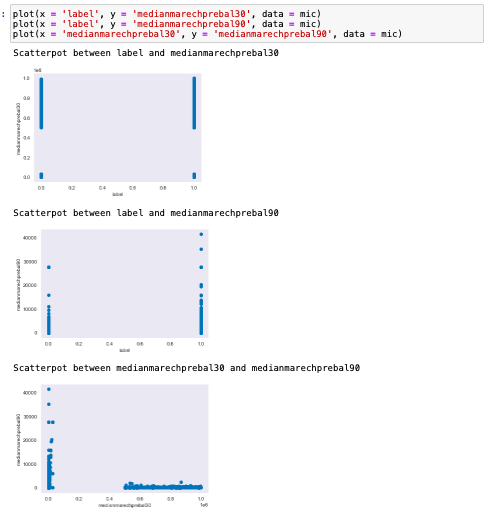 : plot(x = 'label', y = 'medianmarechprebal30', data = mic)
plot(x = 'label', y = 'medianmarechprebal90', data = mic)
plot(x = 'medianmarechprebal30', y = 'medianmarechprebal90', data = mic)
Scatterpot between label and medianmarechprebal30
1e6
1.0
0.8
0.6
0.4
0.2
0.0
medianmarechprebal30
0.0 0.2 0.4 0.6 0.8 1.0
label
Scatterpot between label and medianmarechprebal90
40000
30000
20000
10000
0
medianmarechprebal90
0.0 0.2 0.4 0.6 0.8 1.0
label
Scatterpot between medianmarechprebal30 and medianmarechprebal90
40000
30000
20000
10000
0
medianmarechprebal90
0.0 0.2 0.4 0.6 0.8 1.0
medianmarechprebal30
1e6